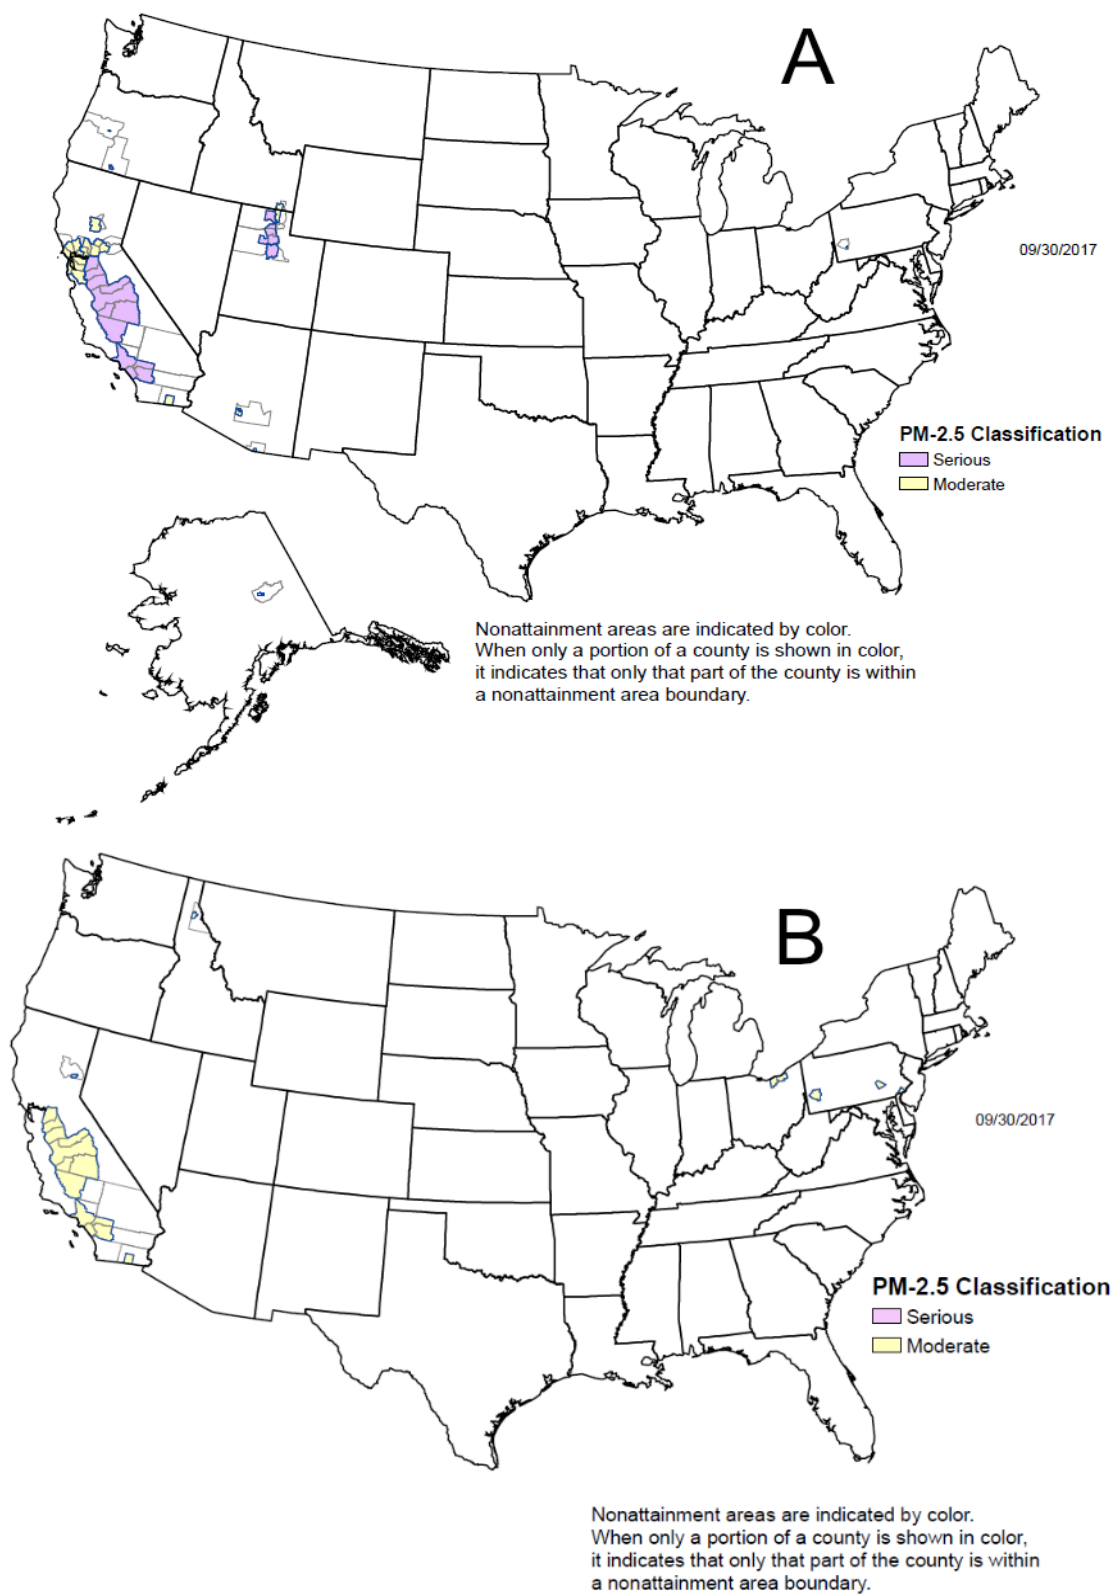 A
09/30/2017
PM-2.5 Classification
Serious
Moderate
Nonattainment areas are indicated by color.
When only a portion of a county is shown in color,
it indicates that only that part of the county is within
a nonattainment area boundary.
B
09/30/2017
PM-2.5 Classification
Serious
Moderate
Nonattainment areas are indicated by color.
When only a portion of a county is shown in color,
it indicates that only that part of the county is within
a nonattainment area boundary.